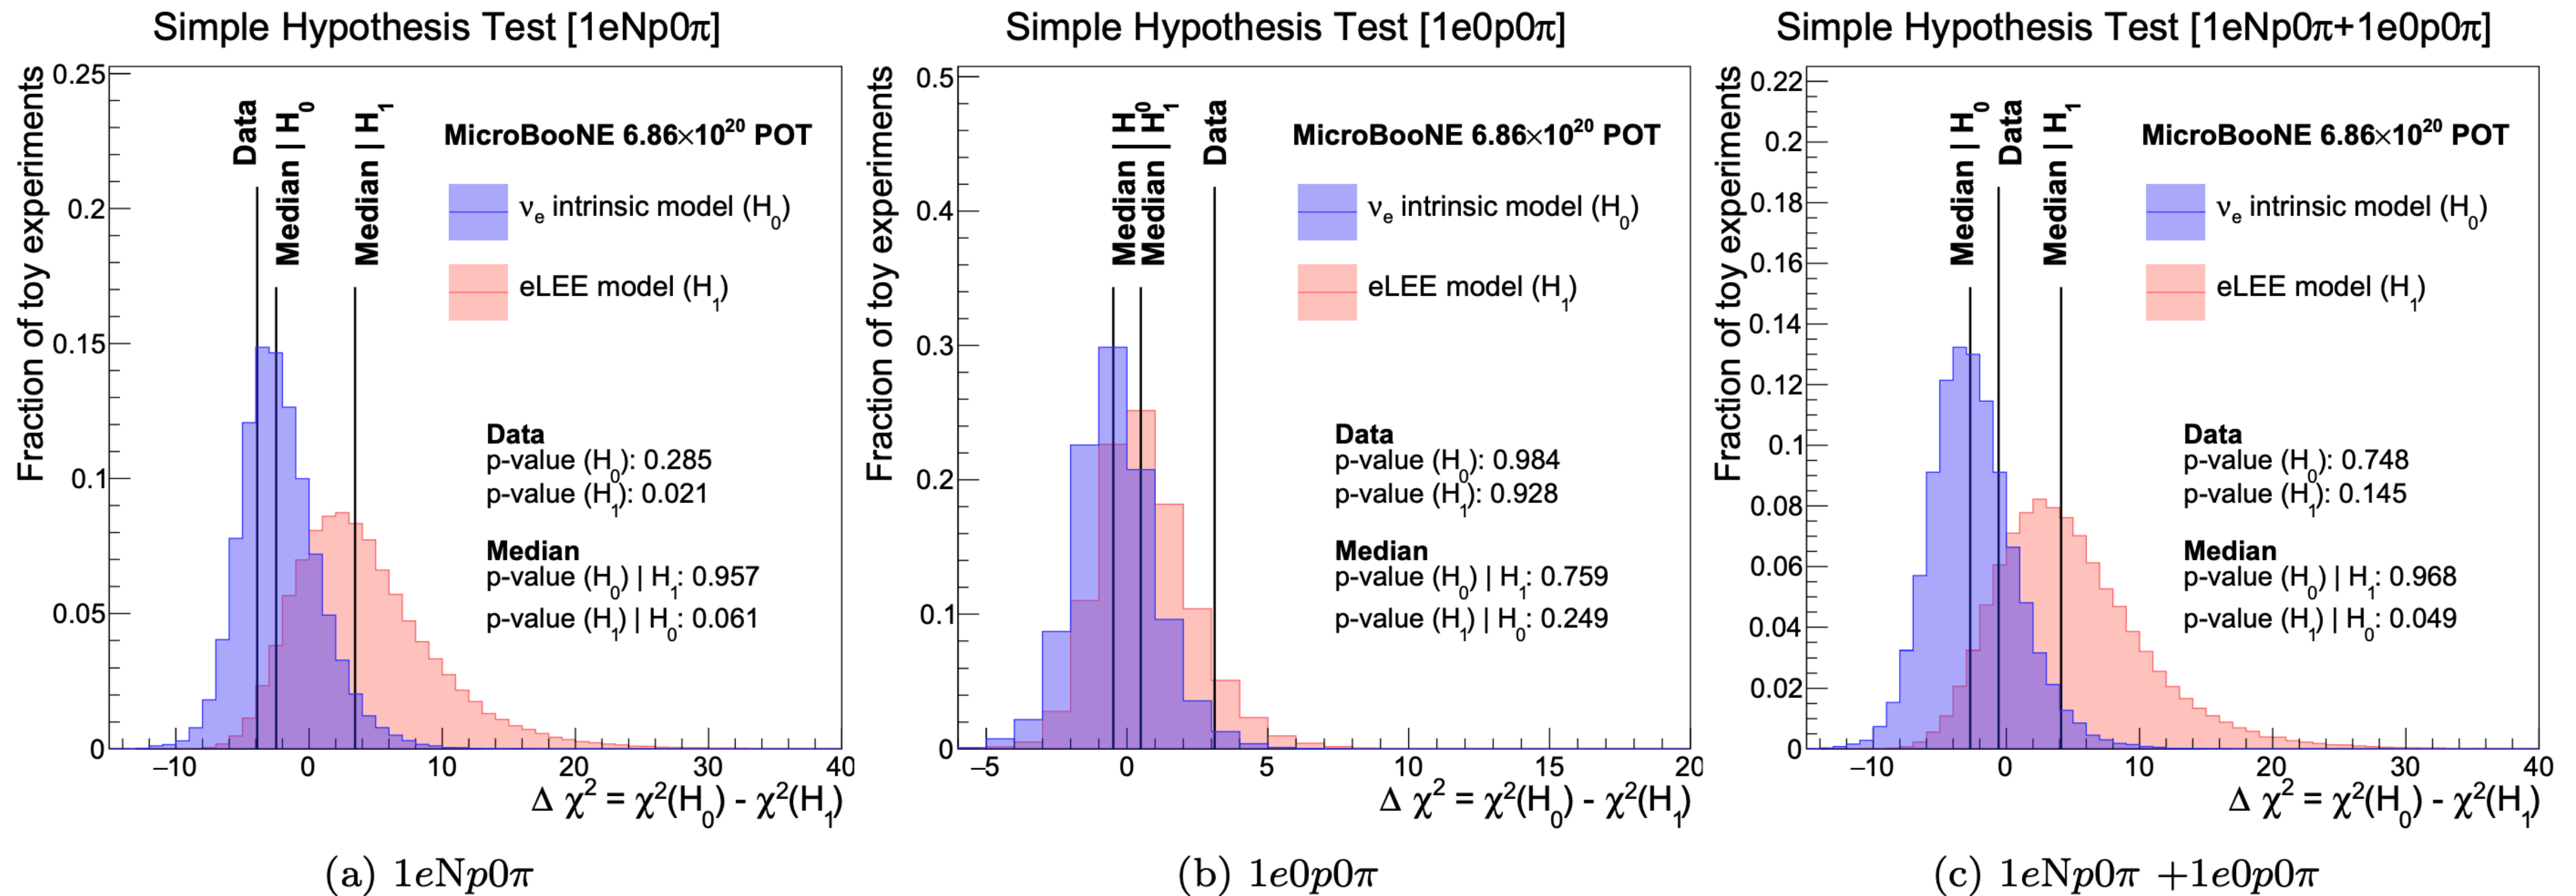 Simple Hypothesis Test [1eNp0π]
Fraction of toy experiments
0.25
0.2
0.15
0.1
0.05
0
Data
Median | H₀
Median | H₁
MicroBooNE 6.86×10²⁰ POT
νₑ intrinsic model (H₀)
eLEE model (H₁)
Data
p-value (H₀): 0.285
p-value (H₁): 0.021
Median
p-value (H₀) | H₁: 0.957
p-value (H₁) | H₀: 0.061
−10 0 10 20 30 40
Δ χ² = χ²(H₀) - χ²(H₁)
(a) 1eNp0π
Simple Hypothesis Test [1e0p0π]
Fraction of toy experiments
0.5
0.4
0.3
0.2
0.1
0
Median | H₀
Median | H₁
Data
MicroBooNE 6.86×10²⁰ POT
νₑ intrinsic model (H₀)
eLEE model (H₁)
Data
p-value (H₀): 0.984
p-value (H₁): 0.928
Median
p-value (H₀) | H₁: 0.759
p-value (H₁) | H₀: 0.249
−5 0 5 10 15 20
Δ χ² = χ²(H₀) - χ²(H₁)
(b) 1e0p0π
Simple Hypothesis Test [1eNp0π+1e0p0π]
Fraction of toy experiments
0.22
0.2
0.18
0.16
0.14
0.12
0.1
0.08
0.06
0.04
0.02
0
Median | H₀
Data
Median | H₁
MicroBooNE 6.86×10²⁰ POT
νₑ intrinsic model (H₀)
eLEE model (H₁)
Data
p-value (H₀): 0.748
p-value (H₁): 0.145
Median
p-value (H₀) | H₁: 0.968
p-value (H₁) | H₀: 0.049
−10 0 10 20 30 40
Δ χ² = χ²(H₀) - χ²(H₁)
(c) 1eNp0π +1e0p0π